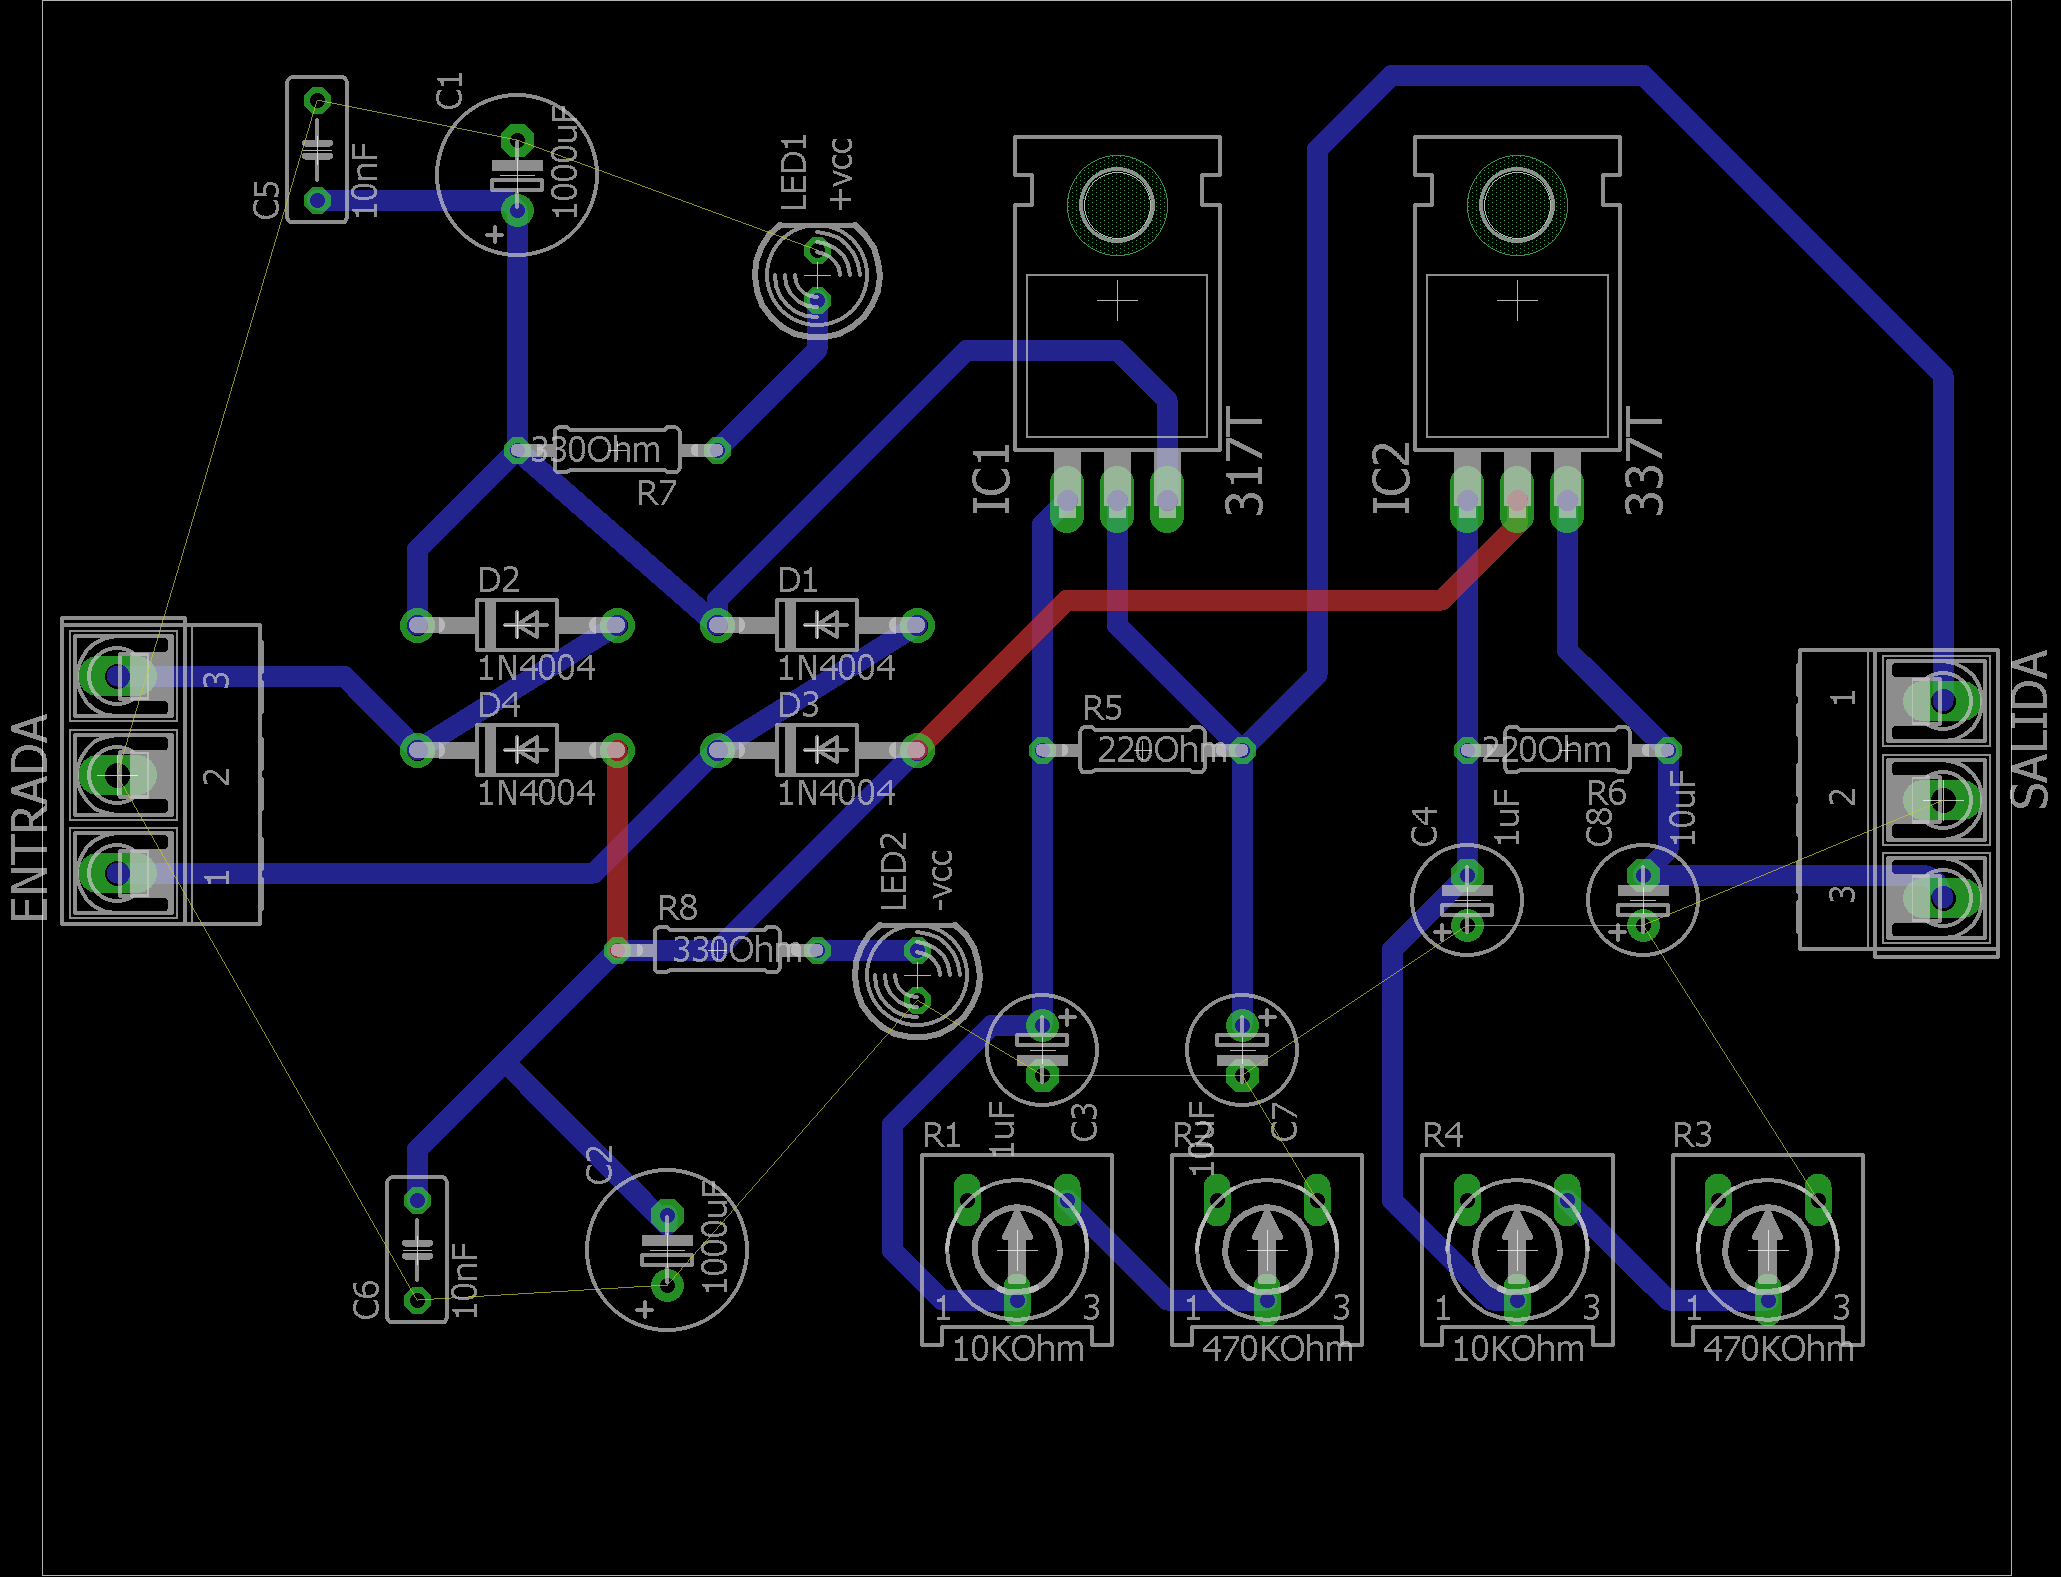 C1
1000uF
C5
10nF
LED1
+vcc
330Ohm
R7
IC1
317T
IC2
337T
D2
1N4004
D1
1N4004
D4
1N4004
D3
1N4004
ENTRADA
3
2
1
R5
220Ohm
220Ohm
R6
SALIDA
1
2
3
C4
1uF
C8
10uF
LED2
-vcc
R8
330Ohm
C2
1000uF
C6
10nF
1uF
C3
10uF
C7
R1
1
3
10KOhm
R2
1
3
470KOhm
R4
1
3
10KOhm
R3
1
3
470KOhm